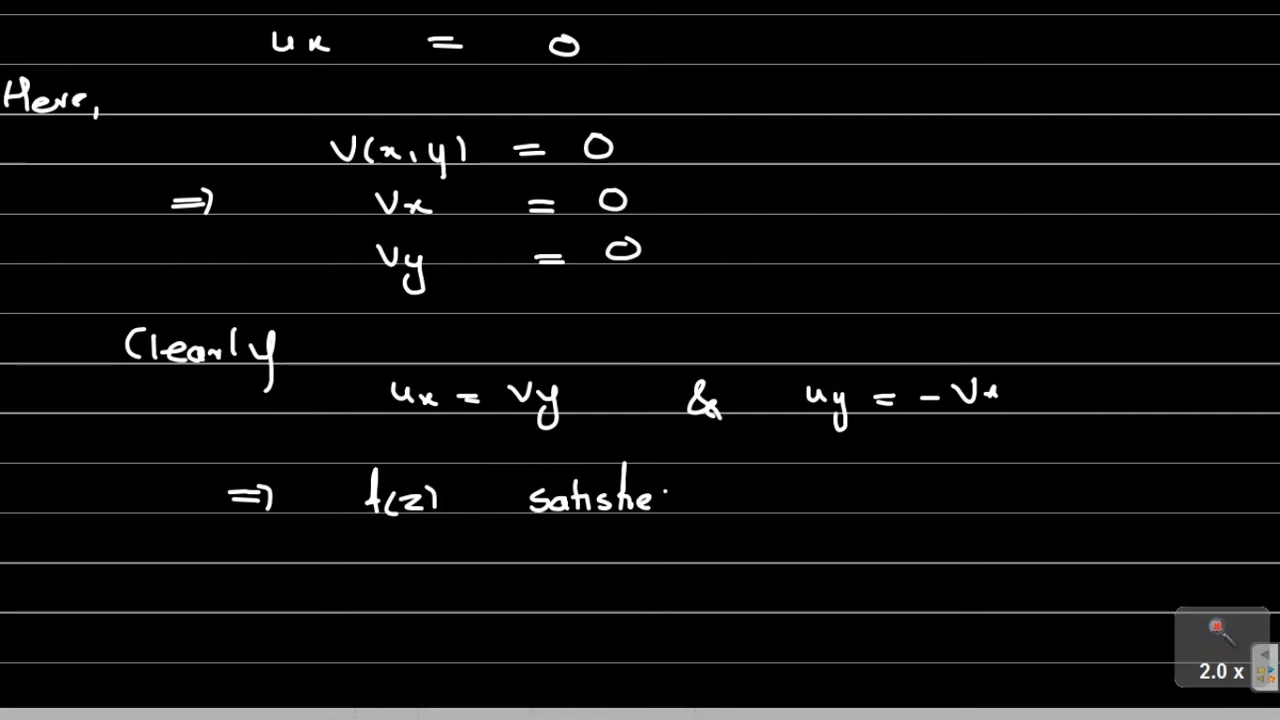 ux = 0
Here,
V(x, y) = 0
⇒ Vx = 0
Vy = 0
Clearly
ux = Vy & uy = - Vx
⇒ f(z) satisfie
2.0 x